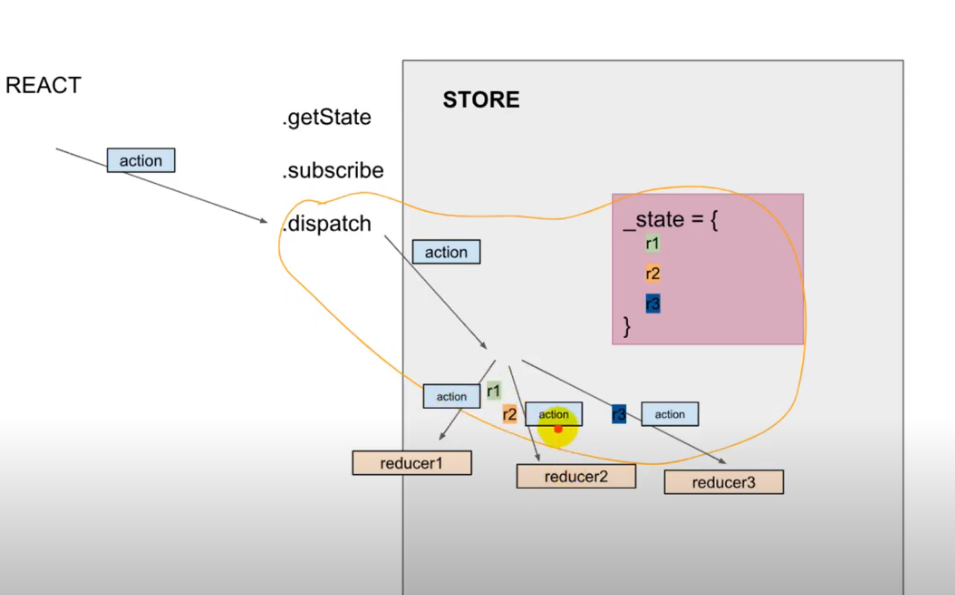 REACT
STORE
.getState
action
.subscribe
.dispatch
action
_state = {
r1
r2
r3
}
action
r1
r2
action
r3
action
reducer1
reducer2
reducer3